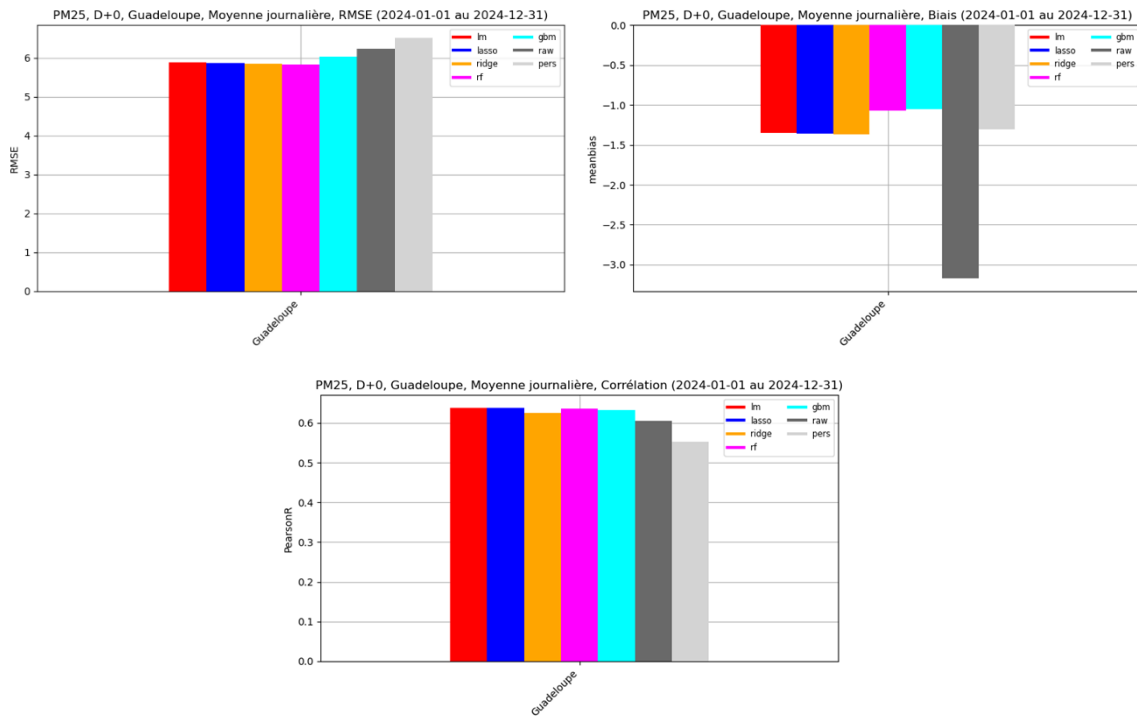 PM25, D+0, Guadeloupe, Moyenne journalière, RMSE (2024-01-01 au 2024-12-31)
RMSE
6
5
4
3
2
1
0
lm
lasso
ridge
rf
gbm
raw
pers
Guadeloupe
PM25, D+0, Guadeloupe, Moyenne journalière, Biais (2024-01-01 au 2024-12-31)
meanbias
0.0
−0.5
−1.0
−1.5
−2.0
−2.5
−3.0
lm
lasso
ridge
rf
gbm
raw
pers
Guadeloupe
PM25, D+0, Guadeloupe, Moyenne journalière, Corrélation (2024-01-01 au 2024-12-31)
PearsonR
0.6
0.5
0.4
0.3
0.2
0.1
0.0
lm
lasso
ridge
rf
gbm
raw
pers
Guadeloupe